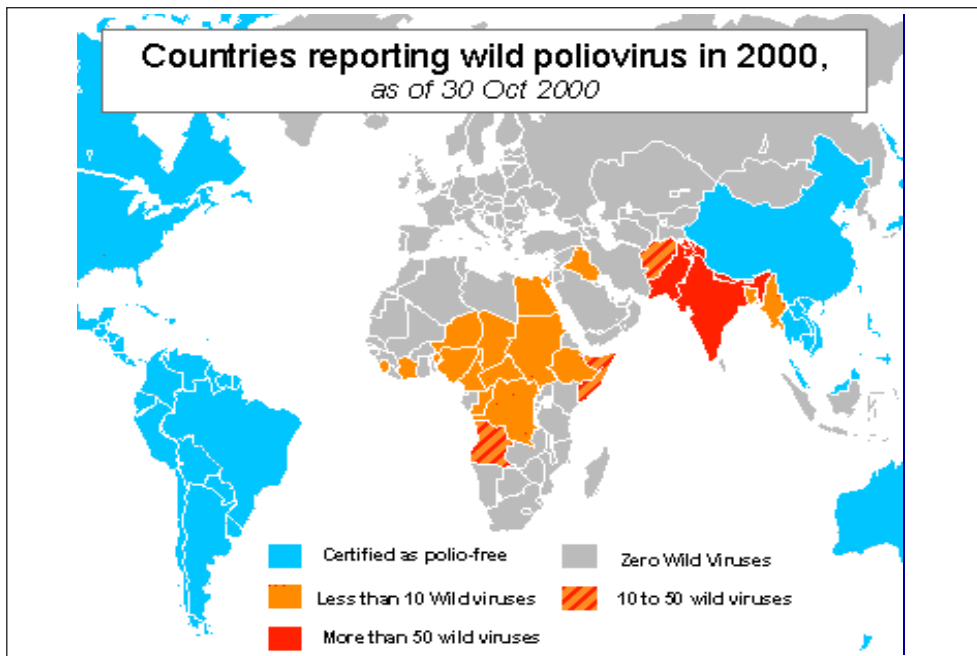 Countries reporting wild poliovirus in 2000,
as of 30 Oct 2000
Certified as polio-free
Zero Wild Viruses
Less than 10 Wild viruses
10 to 50 wild viruses
More than 50 wild viruses